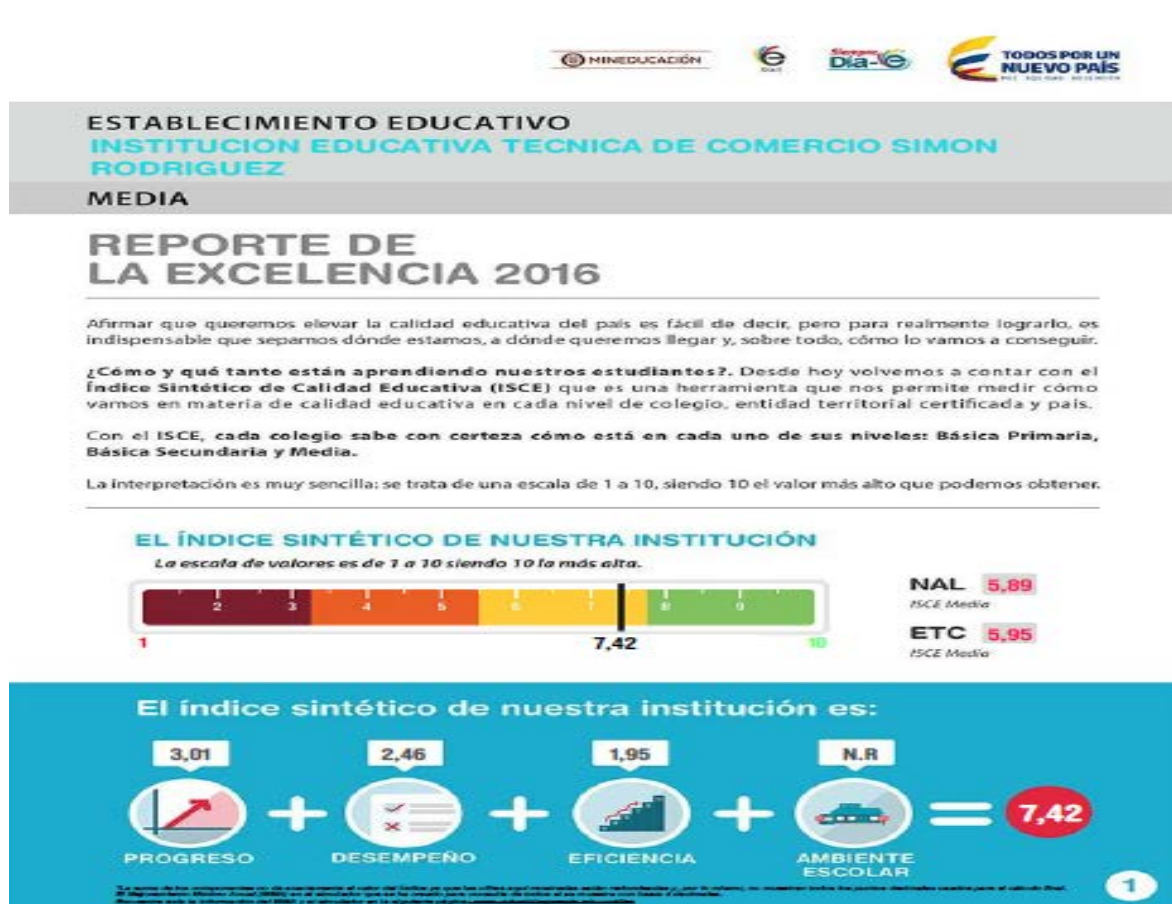 MINEDUCACIÓN
Siempre
Día-e
TODOS POR UN
NUEVO PAÍS
PAZ EQUIDAD EDUCACIÓN
ESTABLECIMIENTO EDUCATIVO
INSTITUCION EDUCATIVA TECNICA DE COMERCIO SIMON
RODRIGUEZ
MEDIA
REPORTE DE
LA EXCELENCIA 2016
Afirmar que queremos elevar la calidad educativa del país es fácil de decir, pero para realmente lograrlo, es
indispensable que sepamos dónde estamos, a dónde queremos llegar y, sobre todo, cómo lo vamos a conseguir.
¿Cómo y qué tanto están aprendiendo nuestros estudiantes?. Desde hoy volvemos a contar con el
Índice Sintético de Calidad Educativa (ISCE) que es una herramienta que nos permite medir cómo
vamos en materia de calidad educativa en cada nivel de colegio, entidad territorial certificada y país.
Con el ISCE, cada colegio sabe con certeza cómo está en cada uno de sus niveles: Básica Primaria,
Básica Secundaria y Media.
La interpretación es muy sencilla: se trata de una escala de 1 a 10, siendo 10 el valor más alto que podemos obtener.
EL ÍNDICE SINTÉTICO DE NUESTRA INSTITUCIÓN
La escala de valores es de 1 a 10 siendo 10 la más alta.
2 3 4 5 6 7 8 9
1 7,42 10
NAL 5,89
ISCE Media
ETC 5,95
ISCE Media
El índice sintético de nuestra institución es:
3,01 2,46 1,95 N.R
+ + + = 7,42
PROGRESO DESEMPEÑO EFICIENCIA AMBIENTE
ESCOLAR
1